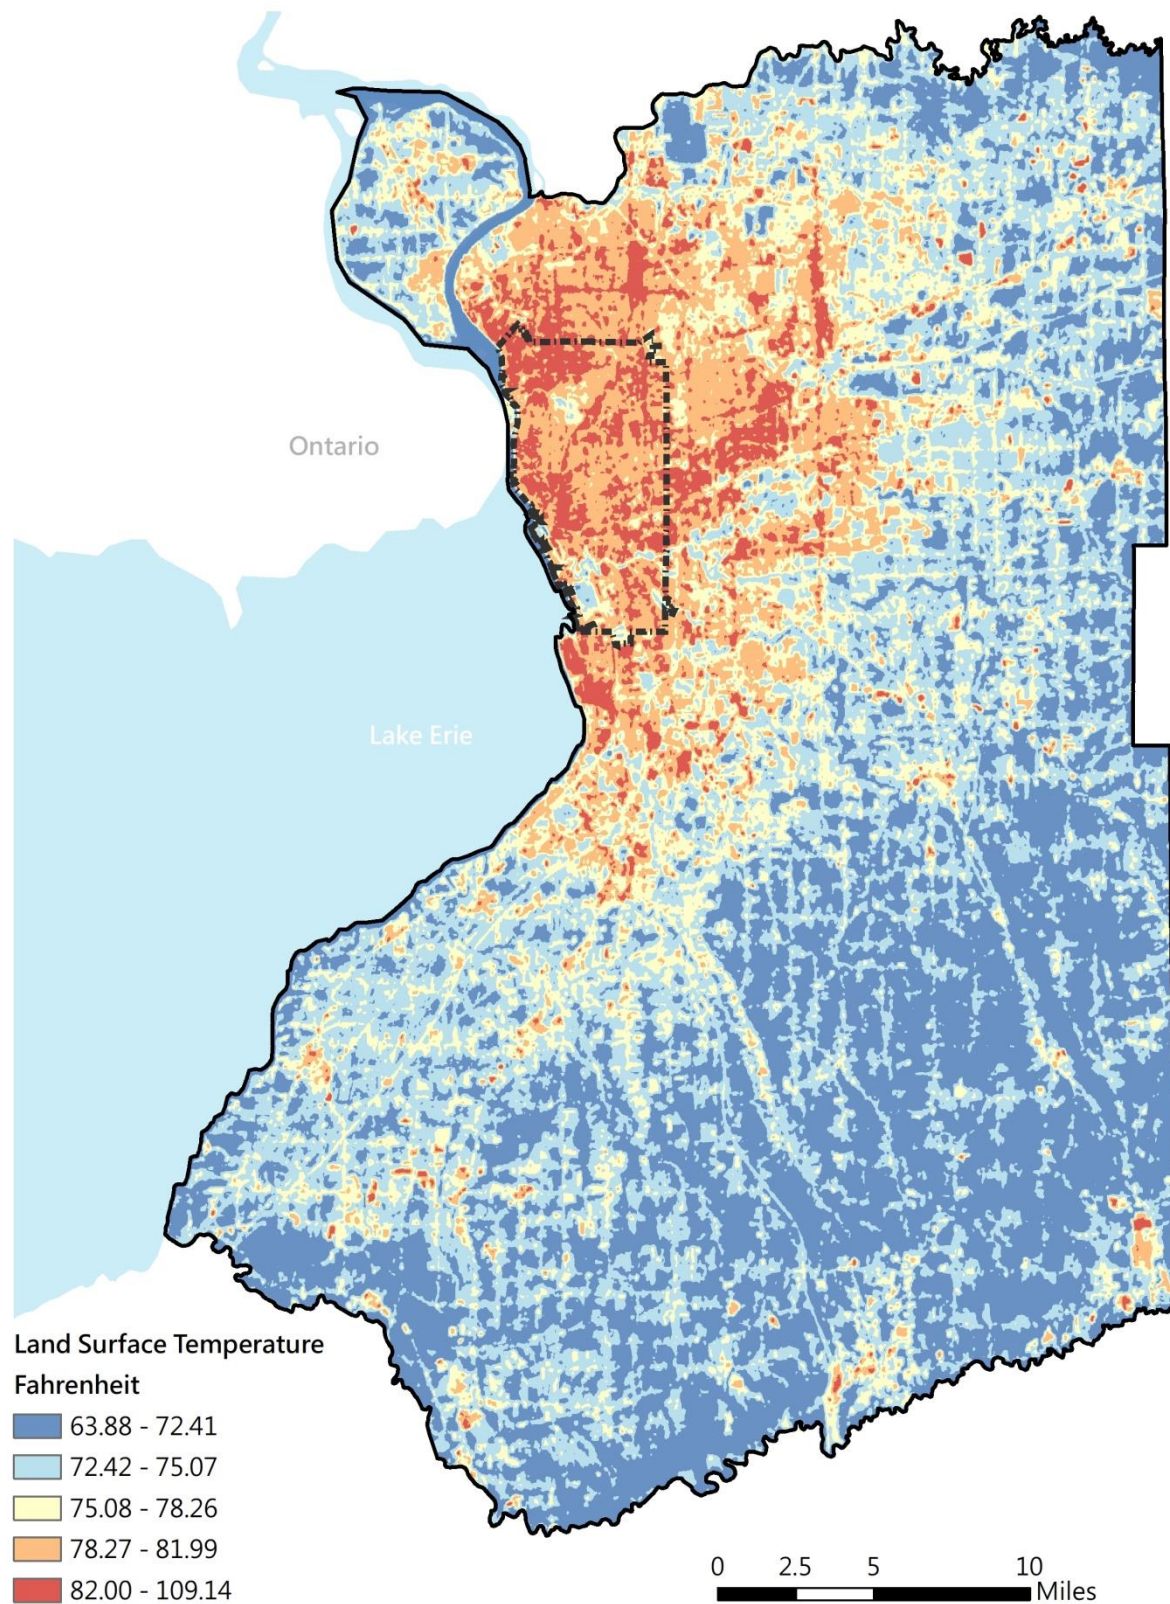 Ontario
Lake Erie
Land Surface Temperature
Fahrenheit
63.88 - 72.41
72.42 - 75.07
75.08 - 78.26
78.27 - 81.99
82.00 - 109.14
0 2.5 5 10
Miles